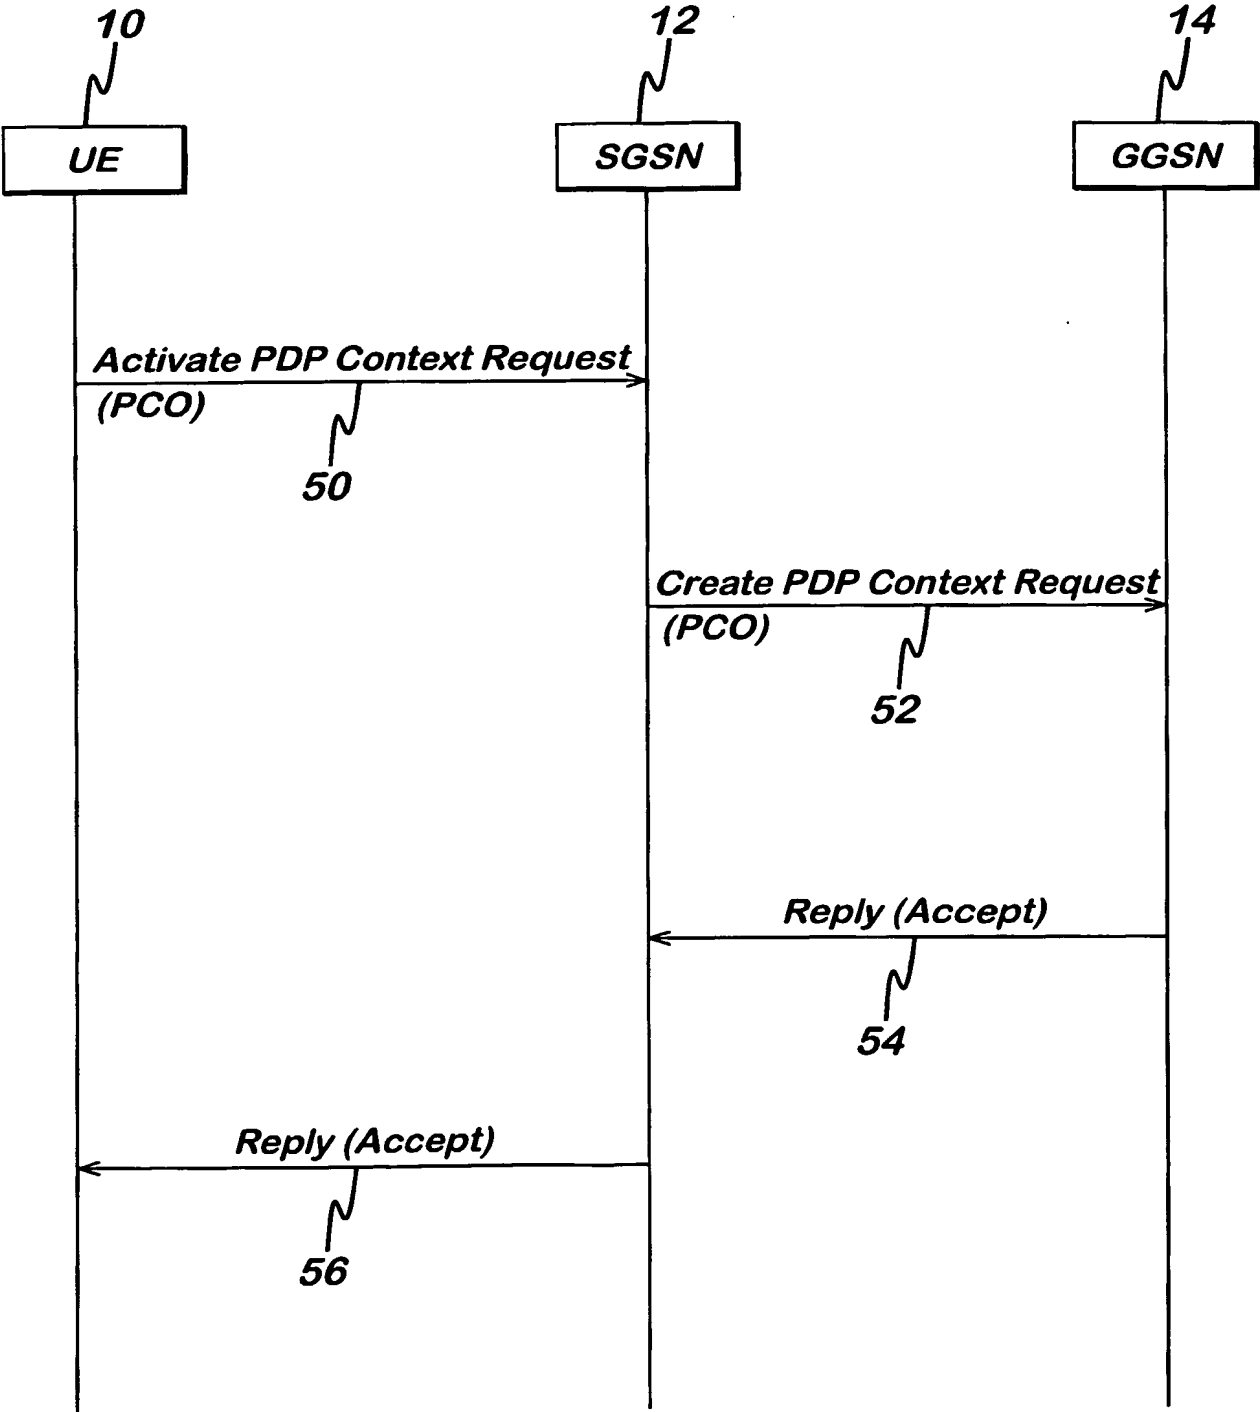 10
12
14
UE
SGSN
GGSN
Activate PDP Context Request
(PCO)
50
Create PDP Context Request
(PCO)
52
Reply (Accept)
54
Reply (Accept)
56